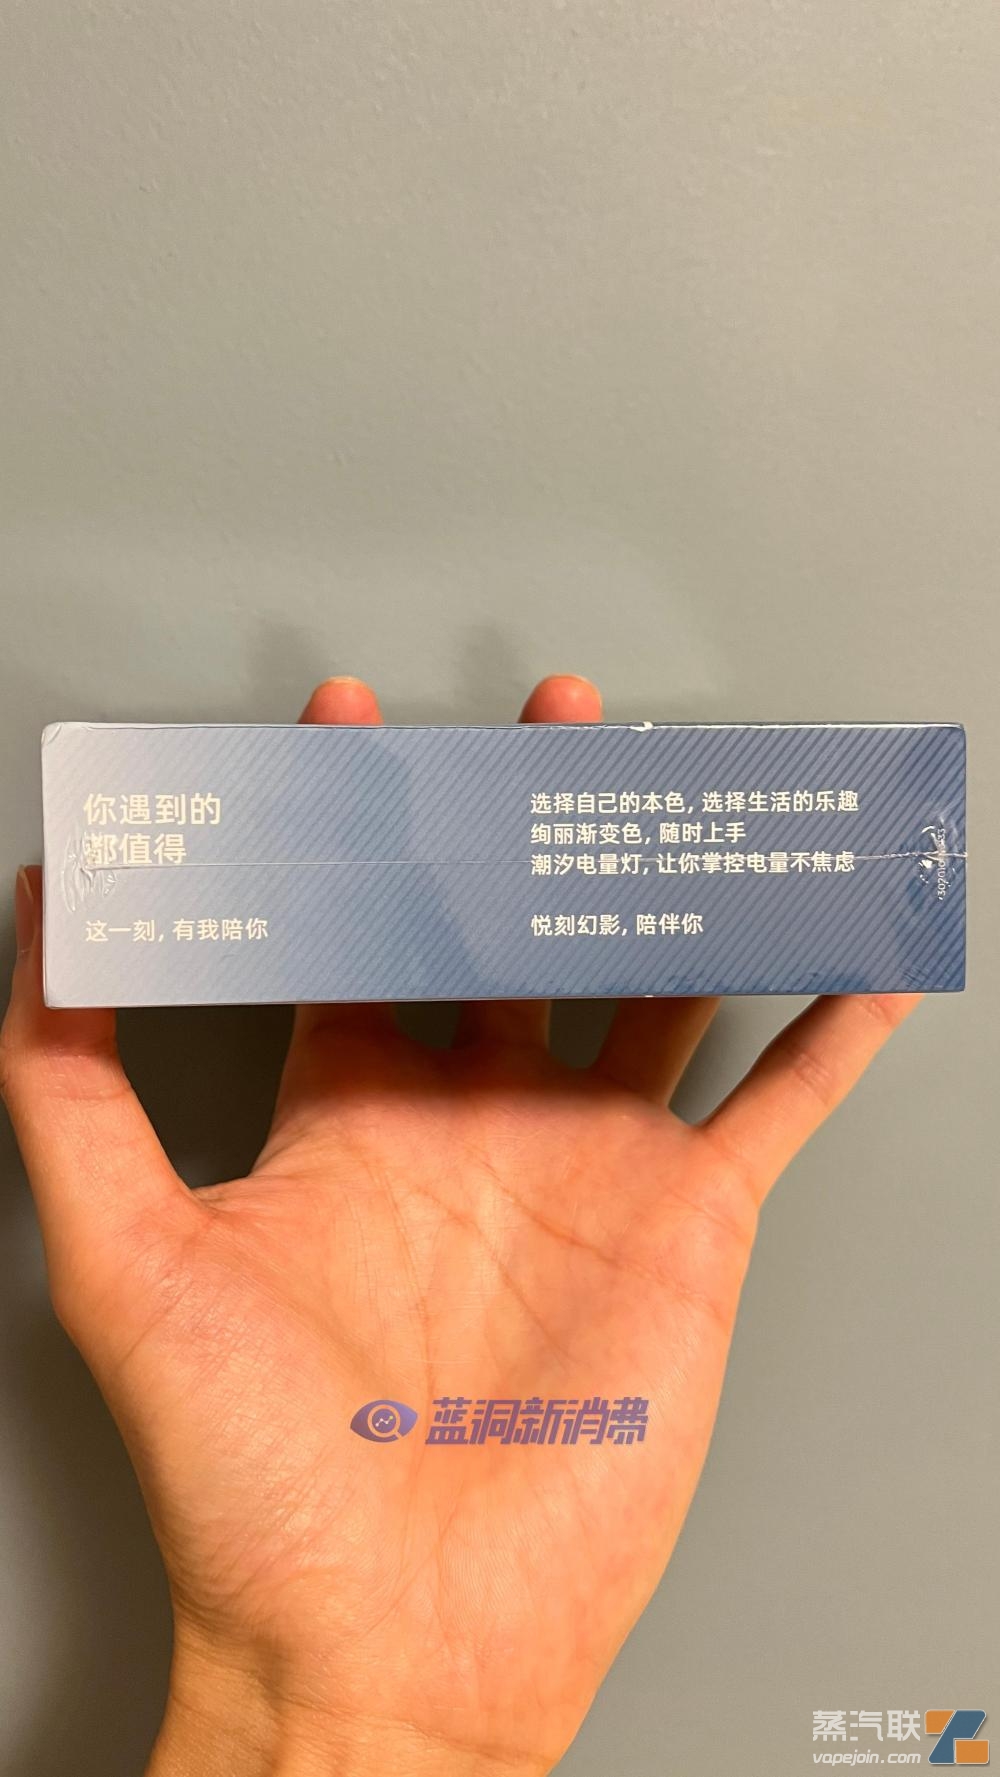 你遇到的
都值得
这一刻, 有我陪你
选择自己的本色, 选择生活的乐趣
绚丽渐变色, 随时上手
潮汐电量灯, 让你掌控电量不焦虑
悦刻幻影, 陪伴你
蓝洞新消费
蒸汽联
vapejoin.com